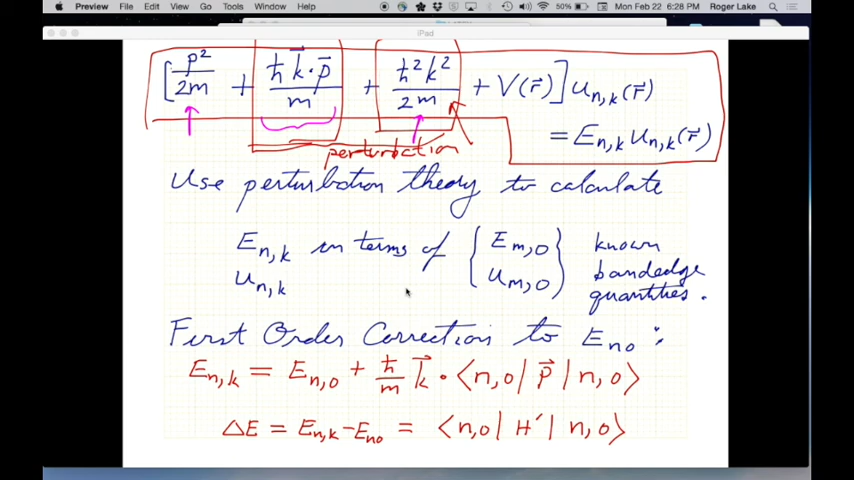 Preview File Edit View Go Tools Window Help 50% Mon Feb 22 6:28 PM Roger Lake
iPad
[p²/2m + ħk⃗·p⃗/m + ħ²k²/2m + V(r⃗)] u_{n,k}(r⃗)
= E_{n,k} u_{n,k}(r⃗)
perturbation
Use perturbation theory to calculate
E_{n,k} in terms of { E_{m,0} } known
u_{n,k} { u_{m,0} } bandedge
quantities.
First Order Correction to E_{no} :
E_{n,k} = E_{n,0} + ħ/m k⃗ · ⟨n,0| p⃗ |n,0⟩
ΔE = E_{n,k} - E_{no} = ⟨n,0| H′ |n,0⟩